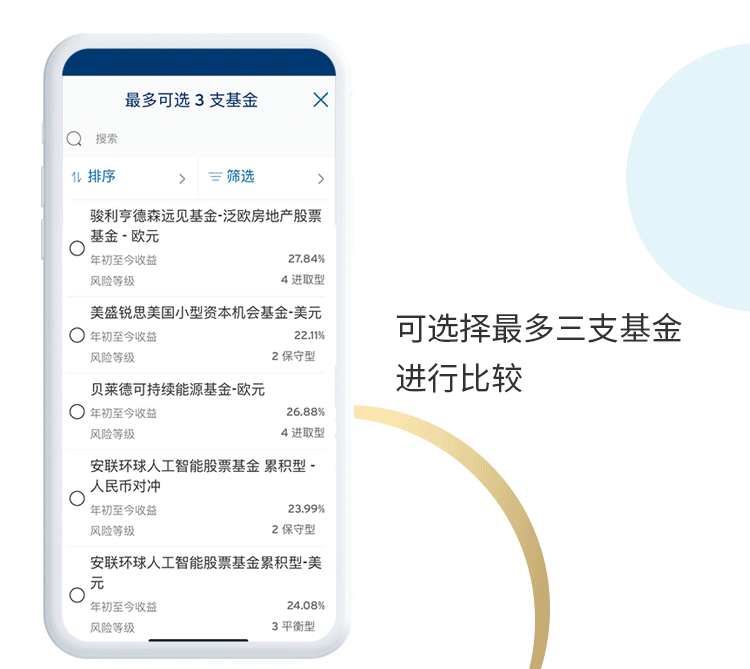 最多可选 3 支基金
搜索
排序
筛选
骏利亨德森远见基金-泛欧房地产股票
基金 - 欧元
年初至今收益 27.84%
风险等级 4 进取型
美盛锐思美国小型资本机会基金-美元
年初至今收益 22.11%
风险等级 2 保守型
贝莱德可持续能源基金-欧元
年初至今收益 26.88%
风险等级 4 进取型
安联环球人工智能股票基金 累积型 -
人民币对冲
年初至今收益 23.99%
风险等级 2 保守型
安联环球人工智能股票基金累积型-美
元
年初至今收益 24.08%
风险等级 3 平衡型
可选择最多三支基金
进行比较